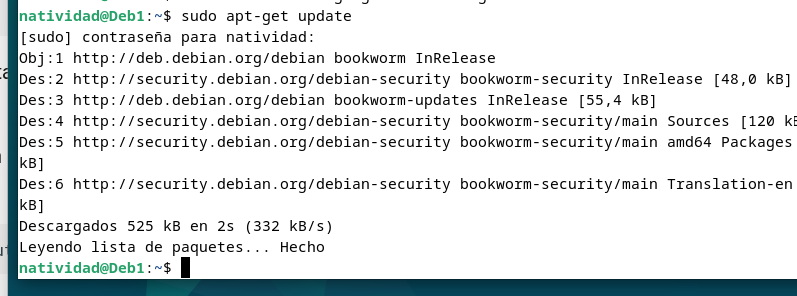 natividad@Deb1:~$ sudo apt-get update
[sudo] contraseña para natividad:
Obj:1 http://deb.debian.org/debian bookworm InRelease
Des:2 http://security.debian.org/debian-security bookworm-security InRelease [48,0 kB]
Des:3 http://deb.debian.org/debian bookworm-updates InRelease [55,4 kB]
Des:4 http://security.debian.org/debian-security bookworm-security/main Sources [120 kB
Des:5 http://security.debian.org/debian-security bookworm-security/main amd64 Packages
kB]
Des:6 http://security.debian.org/debian-security bookworm-security/main Translation-en
kB]
Descargados 525 kB en 2s (332 kB/s)
Leyendo lista de paquetes... Hecho
natividad@Deb1:~$